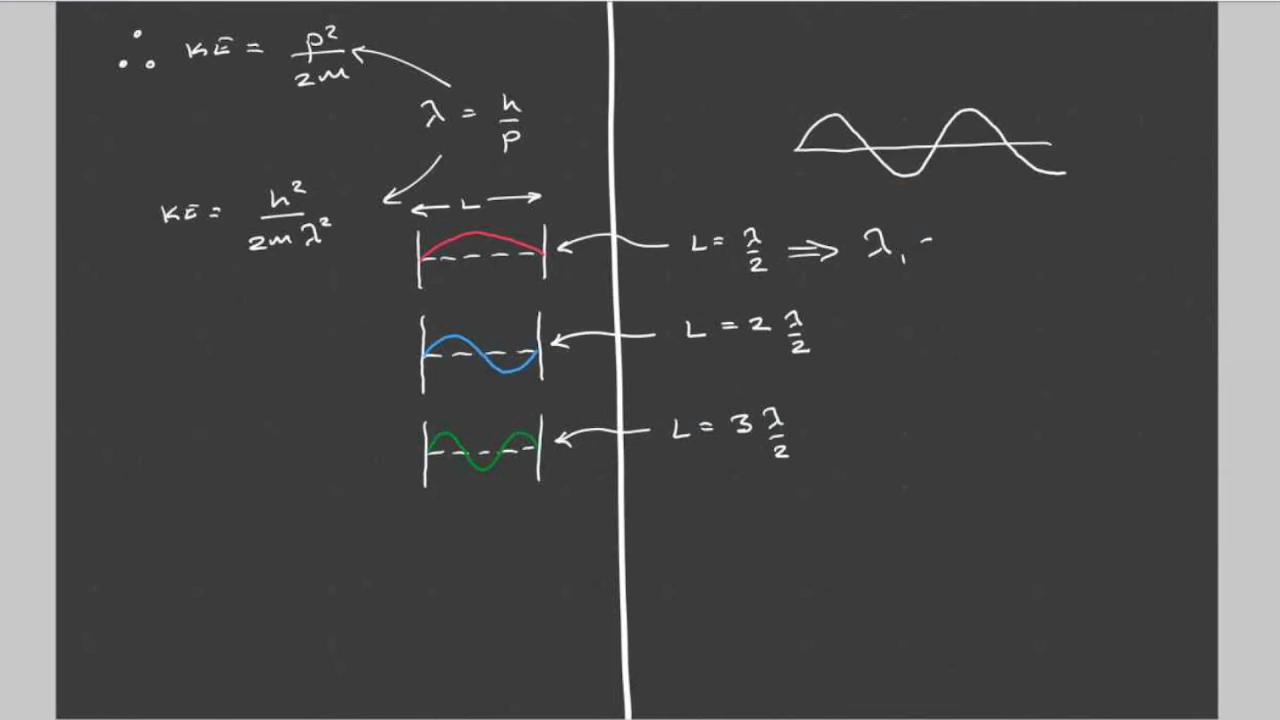 ∴ KE = p²/2m
λ = h/p
KE = h²/2mλ²
← L →
L = λ/2 ⇒ λ₁ -
L = 2 λ/2
L = 3 λ/2